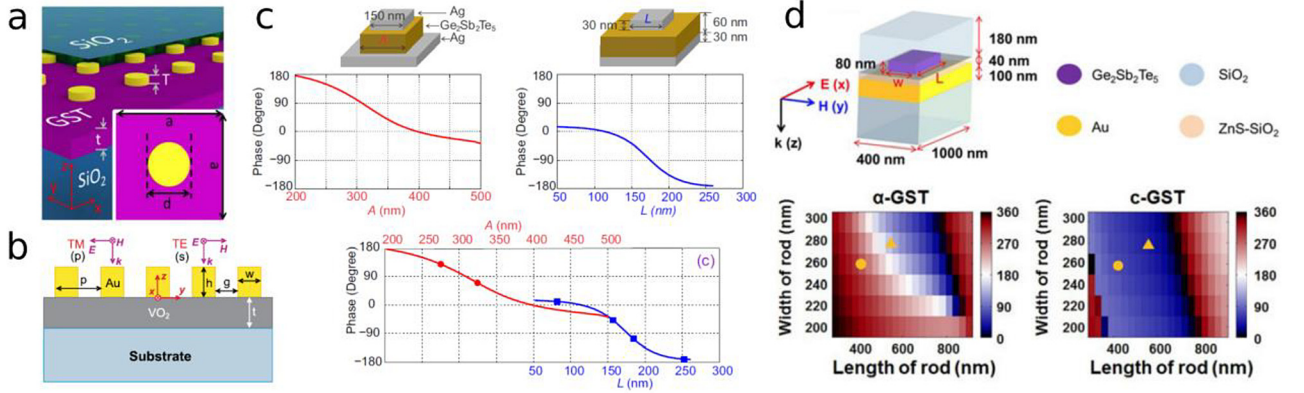 a
SiO2
T
GST
t
SiO2
z
y
x
a
a
d
b
TM
(p)
E
H
k
TE
(s)
E
H
k
p
Au
z
x
y
h
g
w
VO2
t
Substrate
c
150 nm
Ag
Ge2Sb2Te5
Ag
A
L
30 nm
60 nm
30 nm
Phase (Degree)
180
90
0
−90
−180
200
300
400
500
A (nm)
Phase (Degree)
180
90
0
−90
−180
50
100
150
200
250
300
L (nm)
A (nm)
200 250 300 350 400 450 500
(c)
Phase (Degree)
180
90
0
−90
−180
50 100 150 200 250 300
L (nm)
d
180 nm
40 nm
100 nm
80 nm
w
L
E (x)
H (y)
k (z)
400 nm
1000 nm
Ge2Sb2Te5
SiO2
Au
ZnS-SiO2
α-GST
Width of rod (nm)
300
280
260
240
220
200
400 600 800
Length of rod (nm)
360
270
180
90
0
c-GST
Width of rod (nm)
300
280
260
240
220
200
400 600 800
Length of rod (nm)
360
270
180
90
0